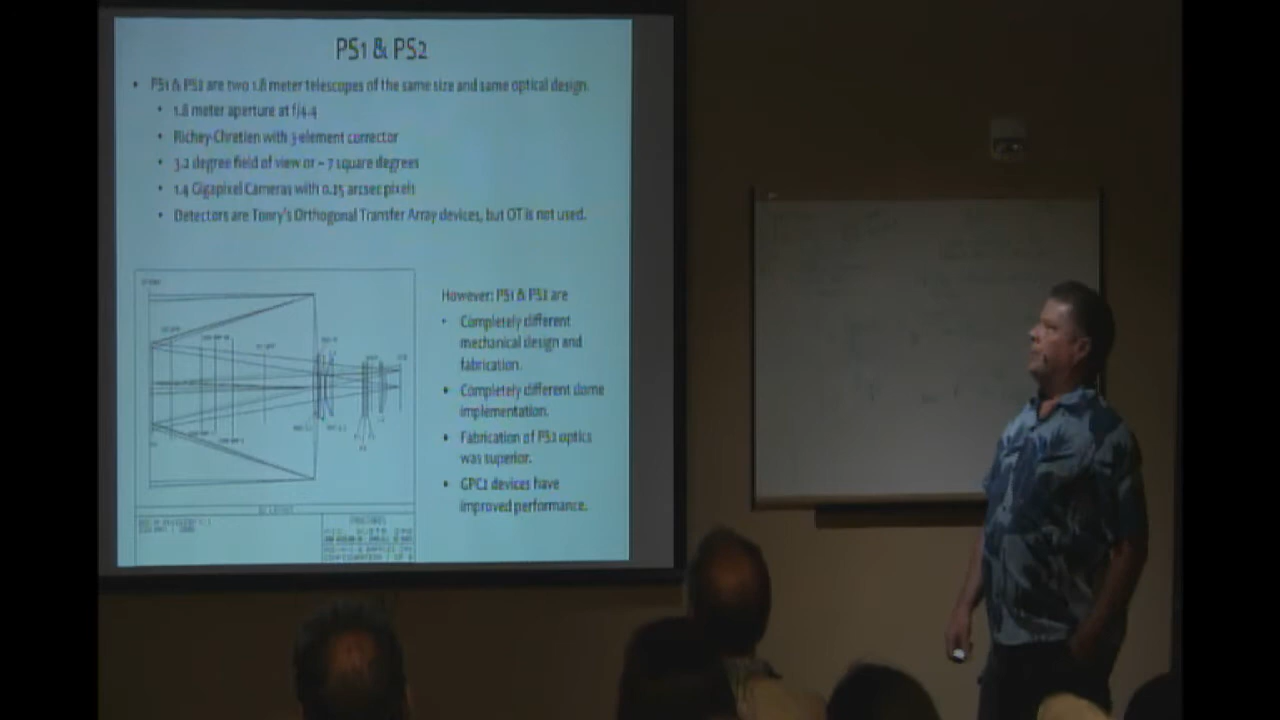 PS1 & PS2
• PS1 & PS2 are two 1.8 meter telescopes of the same size and same optical design.
• 1.8 meter aperture at f/4.4
• Richey-Chretien with 3-element corrector
• 3.2 degree field of view or ~ 7 square degrees
• 1.4 Gigapixel Cameras with 0.25 arcsec pixels
• Detectors are Tonry's Orthogonal Transfer Array devices, but OT is not used.
However: PS1 & PS2 are
• Completely different
mechanical design and
fabrication.
• Completely different dome
implementation.
• Fabrication of PS2 optics
was superior.
• GPC2 devices have
improved performance.